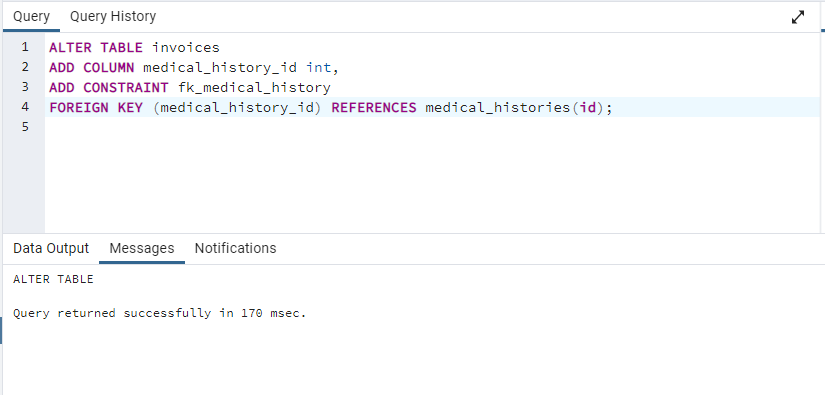 Query Query History
1 ALTER TABLE invoices
2 ADD COLUMN medical_history_id int,
3 ADD CONSTRAINT fk_medical_history
4 FOREIGN KEY (medical_history_id) REFERENCES medical_histories(id);
5
Data Output Messages Notifications
ALTER TABLE
Query returned successfully in 170 msec.